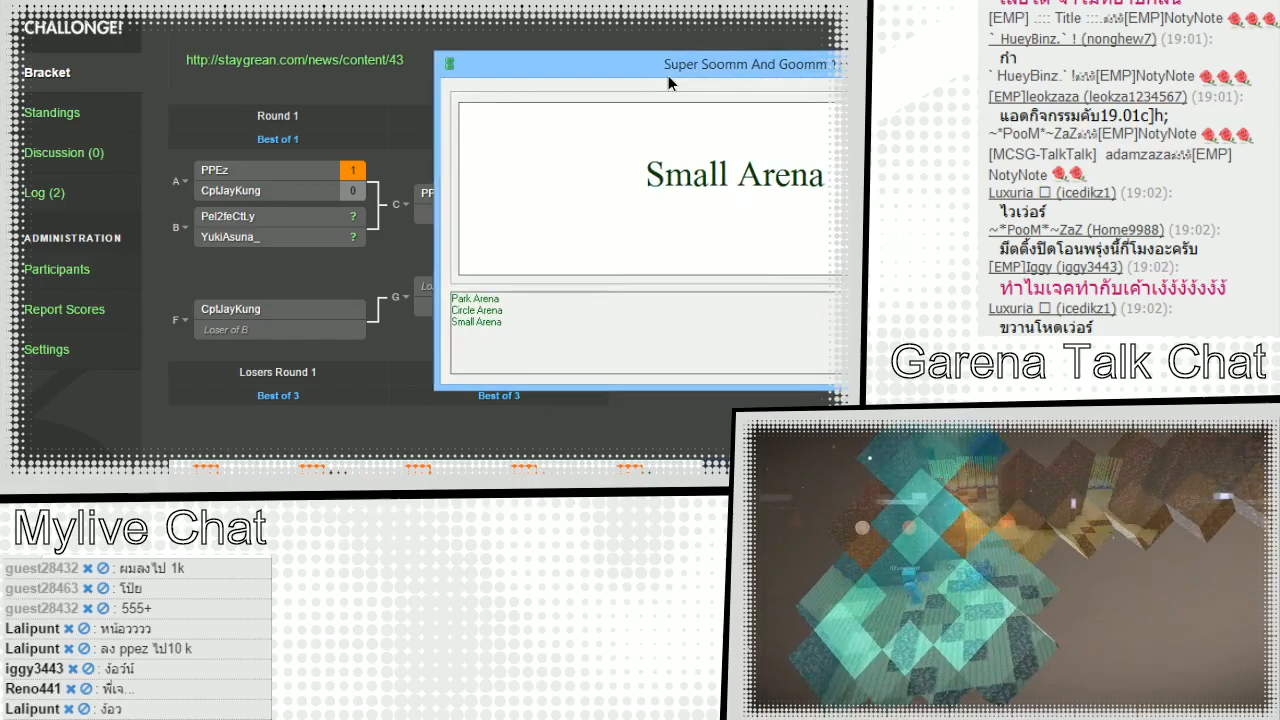 CHALLONGE!
Bracket
Standings
Discussion (0)
Log (2)
ADMINISTRATION
Participants
Report Scores
Settings
http://staygrean.com/news/content/43
Round 1
Best of 1
A
PPEz 1
CptJayKung 0
B
Pel2feCtLy ?
YukiAsuna_ ?
C
PP
F
CptJayKung
Loser of B
G
Lo
Losers Round 1
Best of 3
Best of 3
Super Soomm And Goomm
Small Arena
Park Arena
Circle Arena
Small Arena
[EMP] :::: Title ::::[EMP]NotyNote
` HueyBinz.` ! (nonghew7) (19:01):
กำ
` HueyBinz.` ![EMP]NotyNote
[EMP]leokzaza (leokza1234567) (19:01):
แอดกิจกรรมคับ19.01c]h;
~*PooM*~ZaZ[EMP]NotyNote
[MCSG-TalkTalk] adamzaza[EMP]
NotyNote
Luxuria □ (icedikz1) (19:02):
ไวเว่อร์
~*PooM*~ZaZ (Home9988) (19:02):
มีดติ้งปิดโอนพรุ่งนี้กี่โมงอะครับ
[EMP]Iggy (iggy3443) (19:02):
ทำไมเจคทำกับเค้าเง้งั้งั้งงั้ง้
Luxuria □ (icedikz1) (19:02):
ขวานโหดเว่อร์
Garena Talk Chat
Mylive Chat
guest28432 : ผมลงไป 1k
guest28463 : โป้ย
guest28432 : 555+
Lalipunt : หน้อวววว
Lalipunt : ลง ppez ไป10 k
iggy3443 : ง้อว์น์
Reno441 : พี่เจ...
Lalipunt : ง้อว